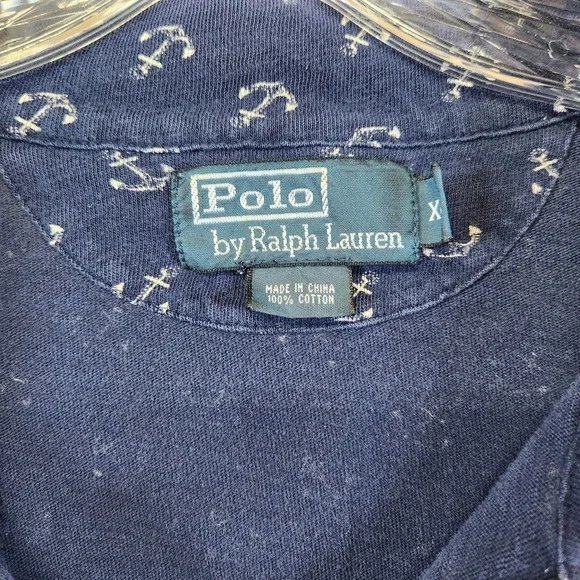 Polo
by Ralph Lauren
X
MADE IN CHINA
100% COTTON